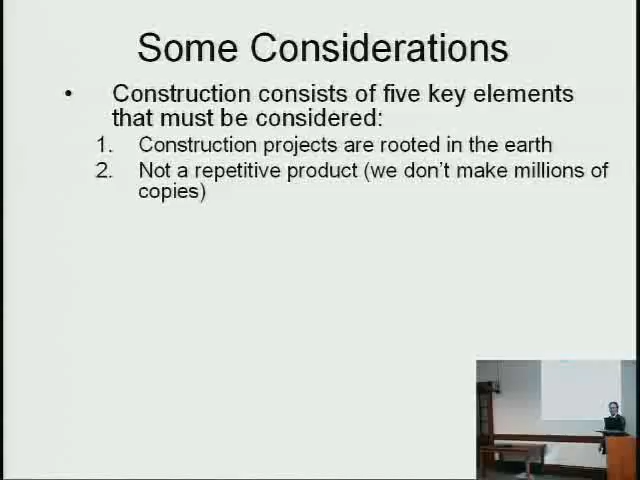 Some Considerations
• Construction consists of five key elements
that must be considered:
1. Construction projects are rooted in the earth
2. Not a repetitive product (we don't make millions of
copies)